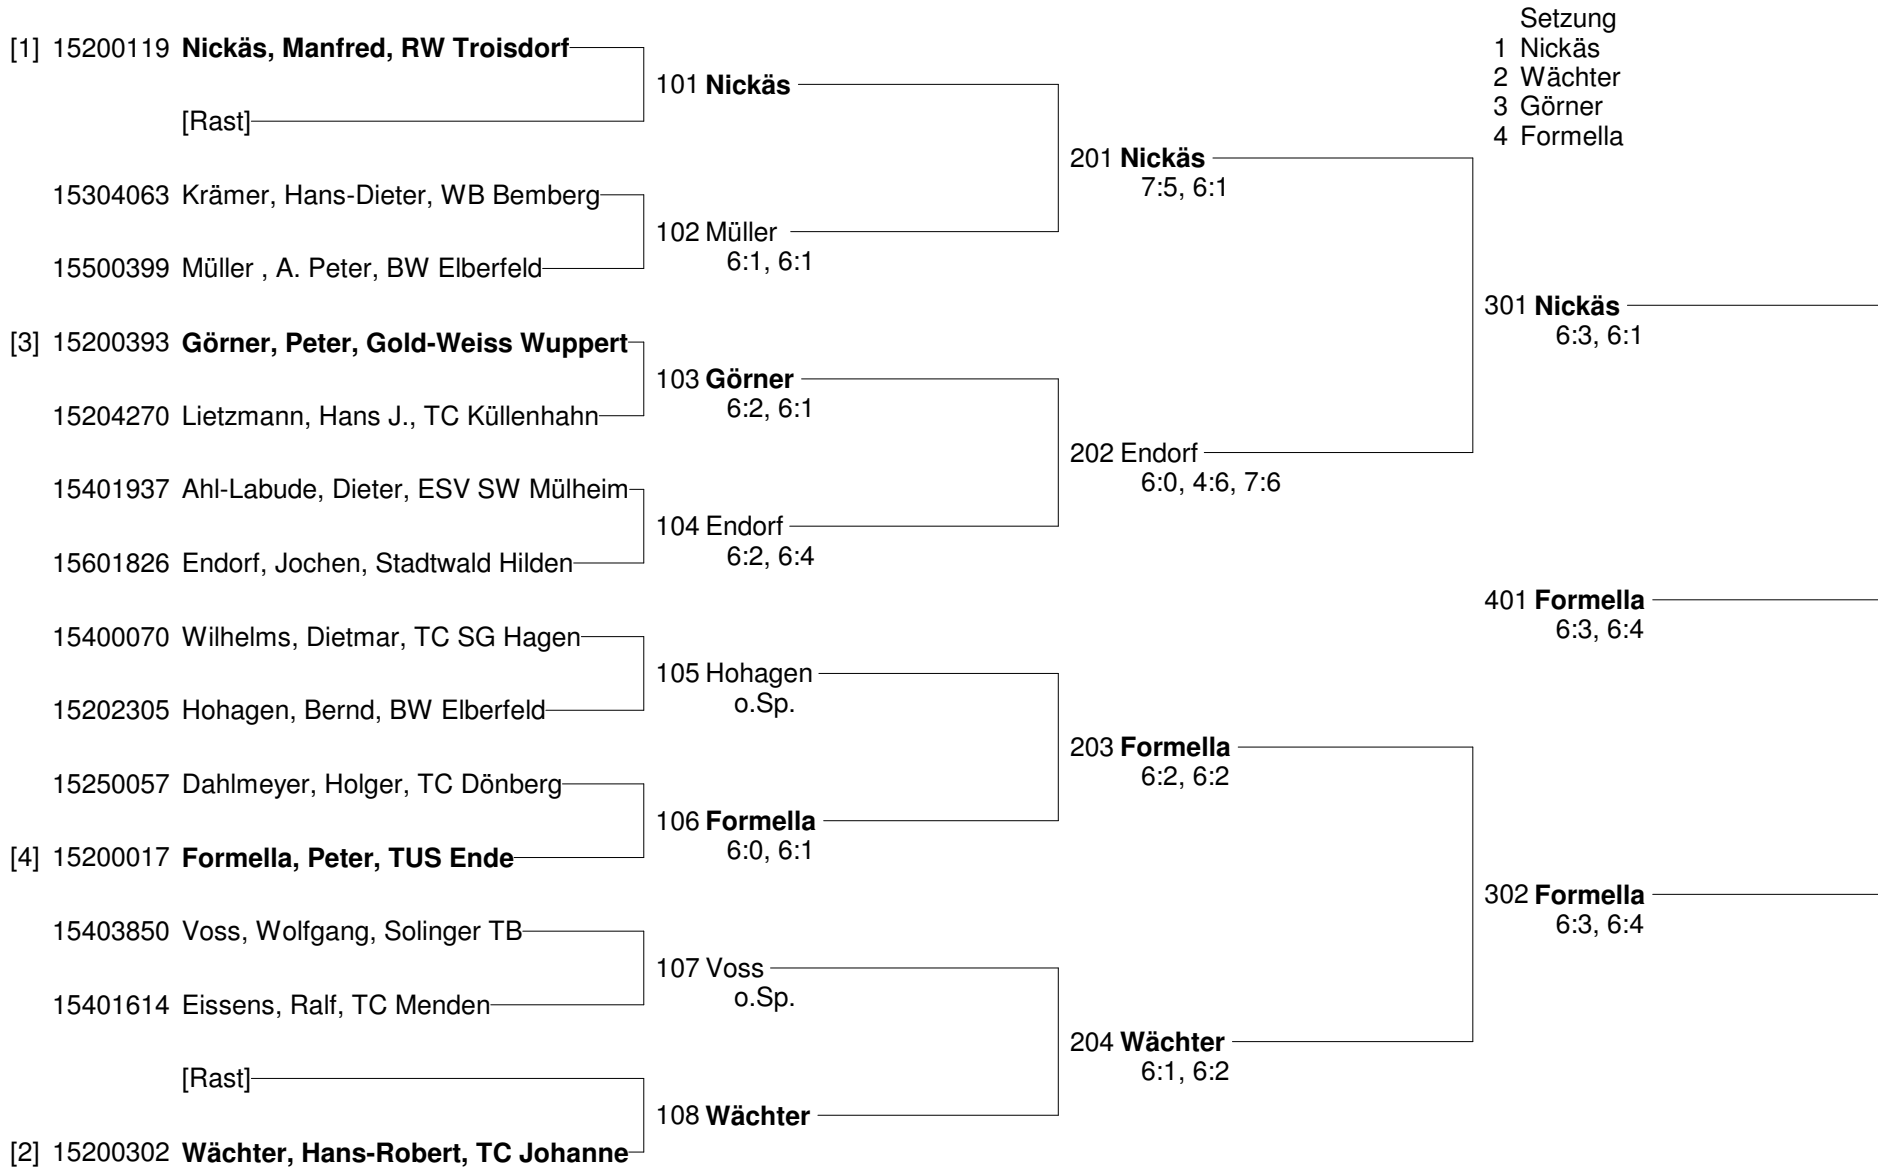 Setzung
1 Nickäs
2 Wächter
3 Görner
4 Formella
[1] 15200119 Nickäs, Manfred, RW Troisdorf
[Rast]
15304063 Krämer, Hans-Dieter, WB Bemberg
15500399 Müller , A. Peter, BW Elberfeld
[3] 15200393 Görner, Peter, Gold-Weiss Wuppert
15204270 Lietzmann, Hans J., TC Küllenhahn
15401937 Ahl-Labude, Dieter, ESV SW Mülheim
15601826 Endorf, Jochen, Stadtwald Hilden
15400070 Wilhelms, Dietmar, TC SG Hagen
15202305 Hohagen, Bernd, BW Elberfeld
15250057 Dahlmeyer, Holger, TC Dönberg
[4] 15200017 Formella, Peter, TUS Ende
15403850 Voss, Wolfgang, Solinger TB
15401614 Eissens, Ralf, TC Menden
[Rast]
[2] 15200302 Wächter, Hans-Robert, TC Johanne
101 Nickäs
102 Müller
6:1, 6:1
103 Görner
6:2, 6:1
104 Endorf
6:2, 6:4
105 Hohagen
o.Sp.
106 Formella
6:0, 6:1
107 Voss
o.Sp.
108 Wächter
201 Nickäs
7:5, 6:1
202 Endorf
6:0, 4:6, 7:6
203 Formella
6:2, 6:2
204 Wächter
6:1, 6:2
301 Nickäs
6:3, 6:1
401 Formella
6:3, 6:4
302 Formella
6:3, 6:4